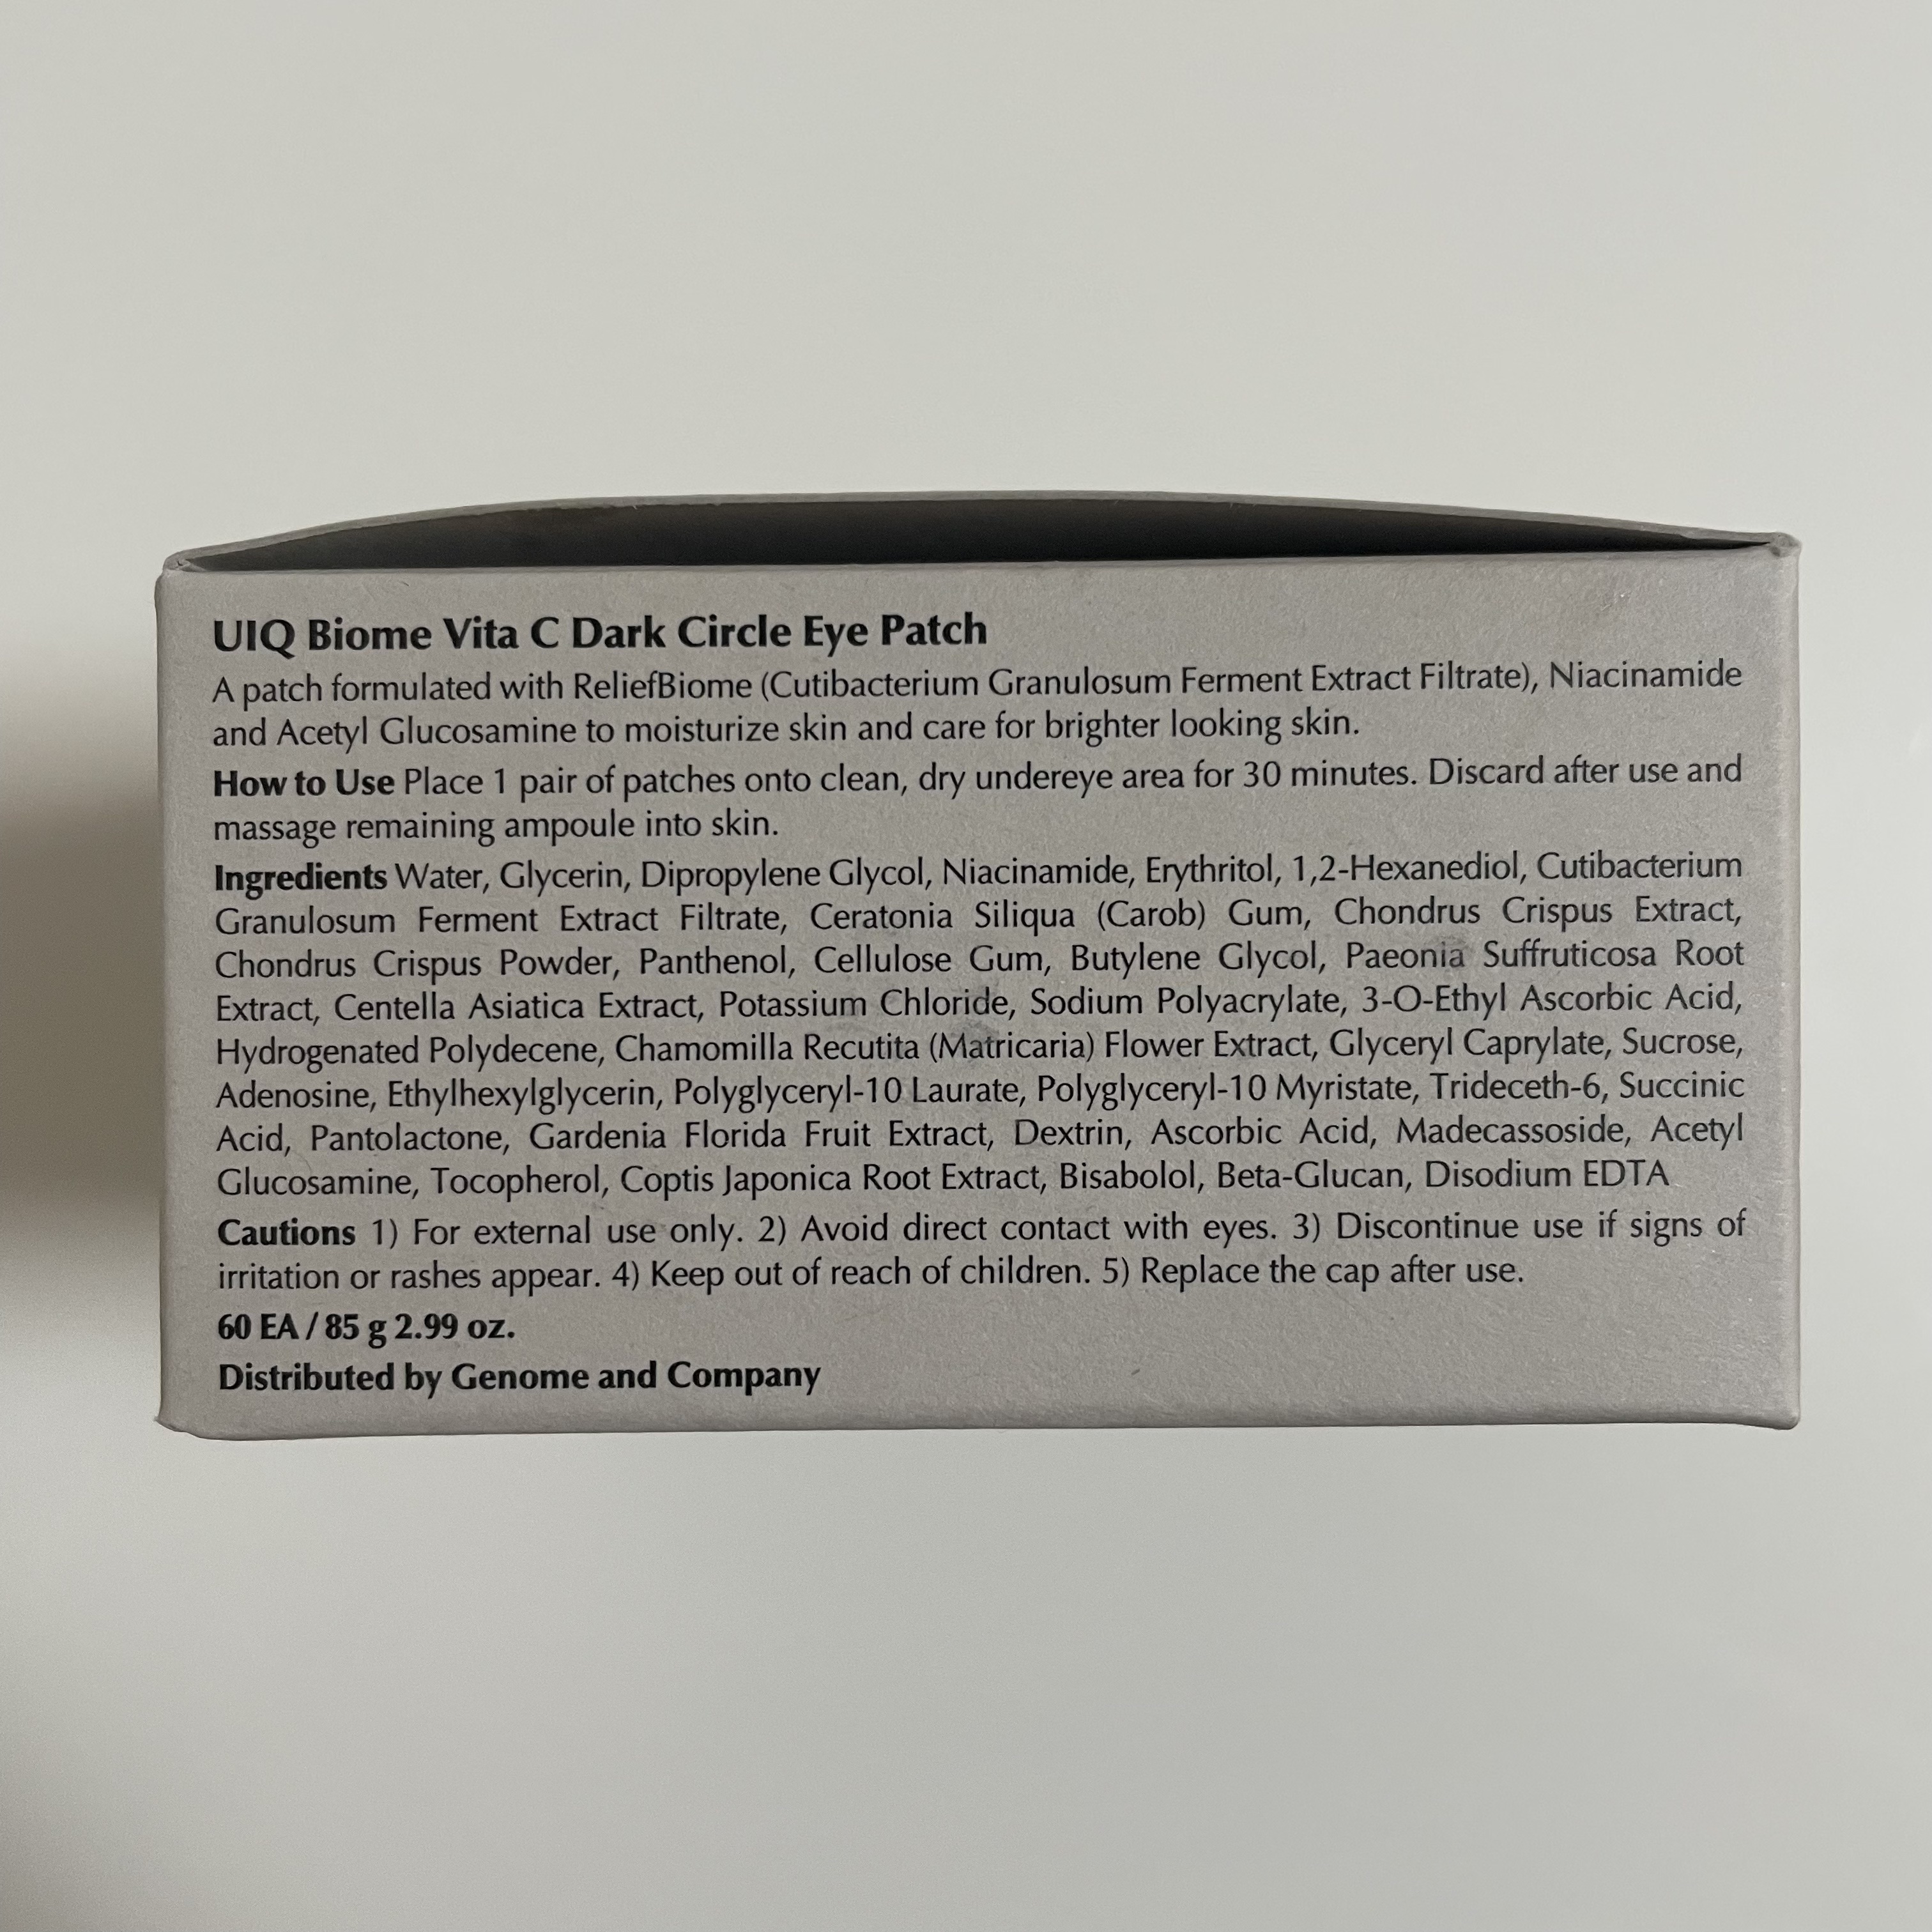 UIQ Biome Vita C Dark Circle Eye Patch
A patch formulated with ReliefBiome (Cutibacterium Granulosum Ferment Extract Filtrate), Niacinamide
and Acetyl Glucosamine to moisturize skin and care for brighter looking skin.
How to Use Place 1 pair of patches onto clean, dry undereye area for 30 minutes. Discard after use and
massage remaining ampoule into skin.
Ingredients Water, Glycerin, Dipropylene Glycol, Niacinamide, Erythritol, 1,2-Hexanediol, Cutibacterium
Granulosum Ferment Extract Filtrate, Ceratonia Siliqua (Carob) Gum, Chondrus Crispus Extract,
Chondrus Crispus Powder, Panthenol, Cellulose Gum, Butylene Glycol, Paeonia Suffruticosa Root
Extract, Centella Asiatica Extract, Potassium Chloride, Sodium Polyacrylate, 3-O-Ethyl Ascorbic Acid,
Hydrogenated Polydecene, Chamomilla Recutita (Matricaria) Flower Extract, Glyceryl Caprylate, Sucrose,
Adenosine, Ethylhexylglycerin, Polyglyceryl-10 Laurate, Polyglyceryl-10 Myristate, Trideceth-6, Succinic
Acid, Pantolactone, Gardenia Florida Fruit Extract, Dextrin, Ascorbic Acid, Madecassoside, Acetyl
Glucosamine, Tocopherol, Coptis Japonica Root Extract, Bisabolol, Beta-Glucan, Disodium EDTA
Cautions 1) For external use only. 2) Avoid direct contact with eyes. 3) Discontinue use if signs of
irritation or rashes appear. 4) Keep out of reach of children. 5) Replace the cap after use.
60 EA / 85 g 2.99 oz.
Distributed by Genome and Company